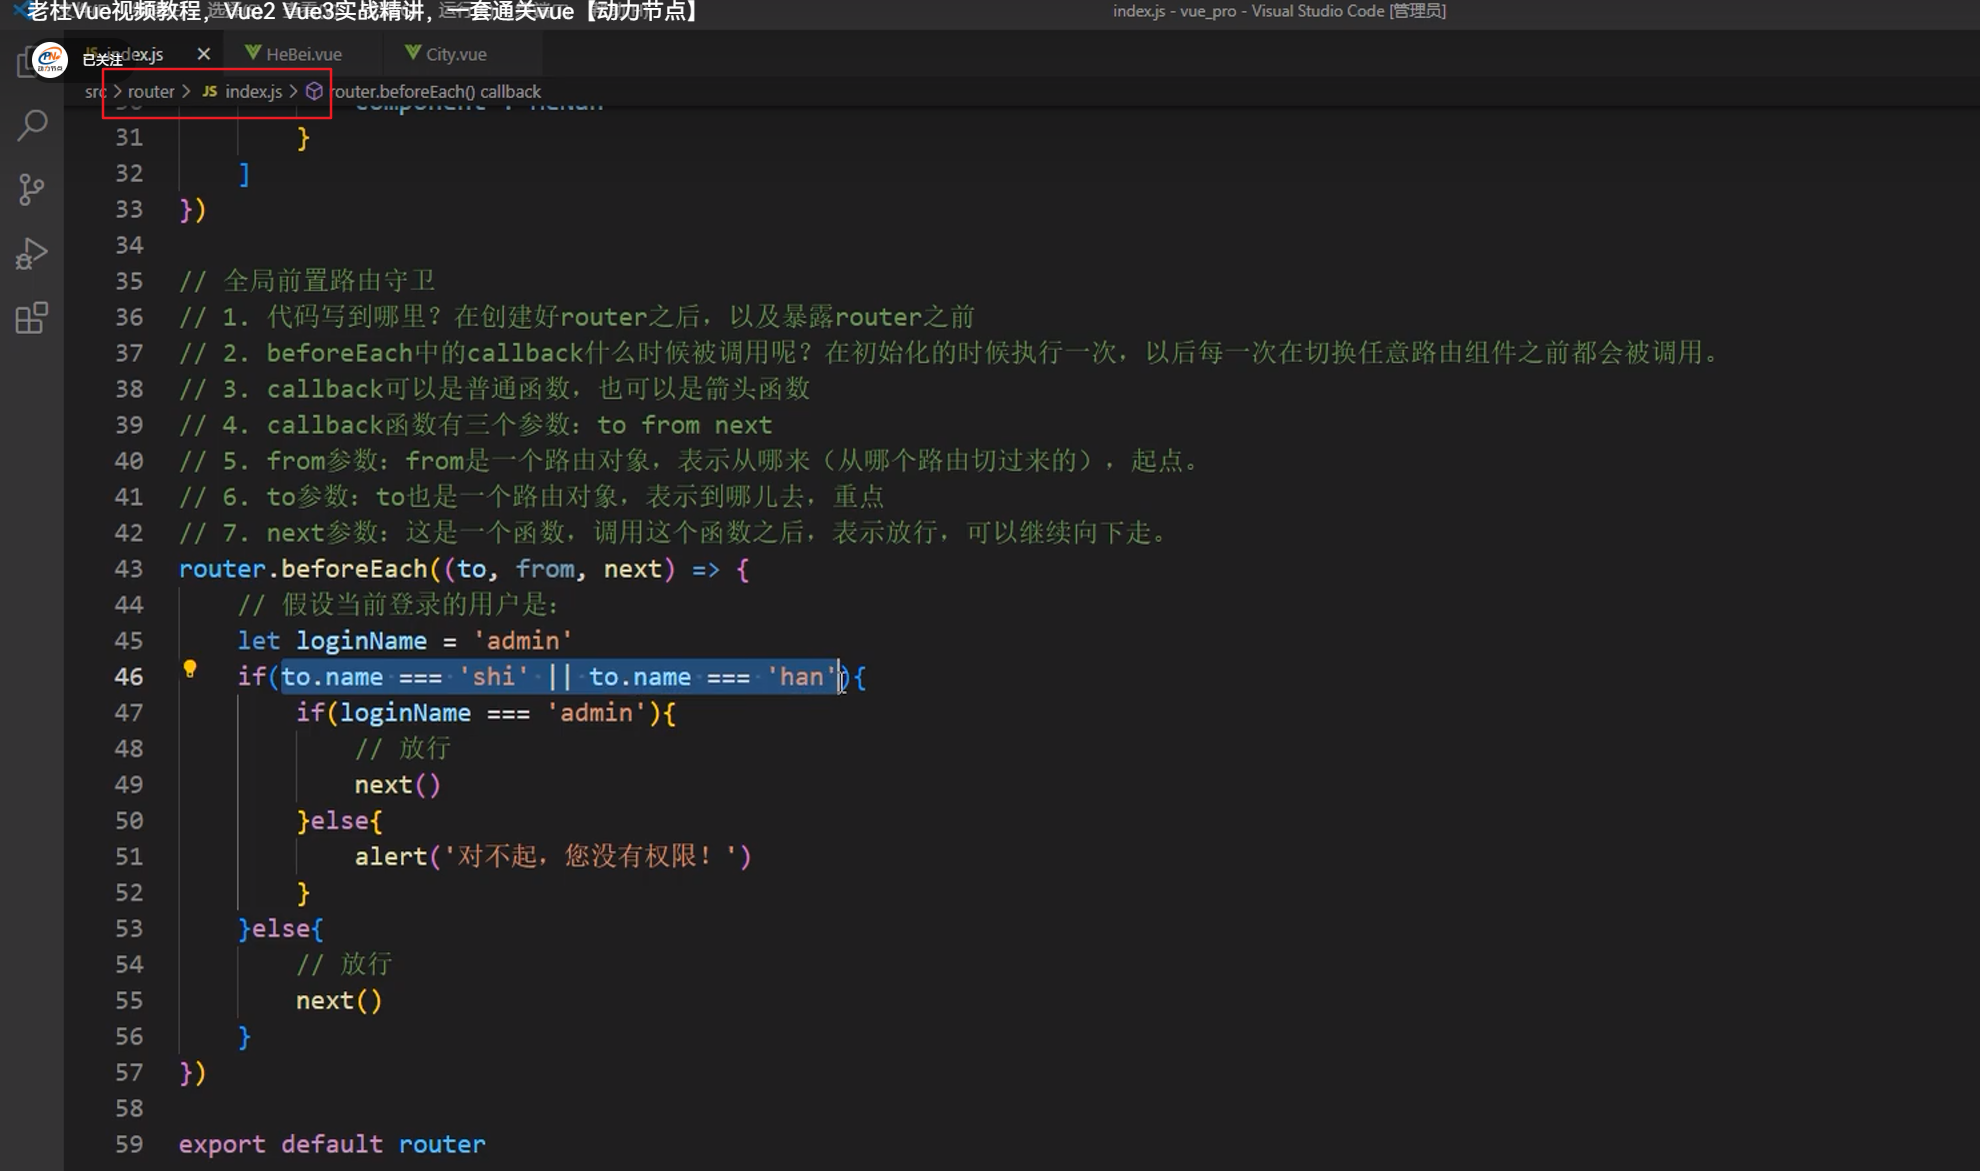 老杜Vue视频教程，Vue2 Vue3实战精讲，一套通关vue【动力节点】
index.js - vue_pro - Visual Studio Code [管理员]
已关注
index.js
HeBei.vue
City.vue
src > router > JS index.js > router.beforeEach() callback
30 component : HeNan
31 }
32 ]
33 })
34
35 // 全局前置路由守卫
36 // 1. 代码写到哪里？在创建好router之后，以及暴露router之前
37 // 2. beforeEach中的callback什么时候被调用呢？在初始化的时候执行一次，以后每一次在切换任意路由组件之前都会被调用。
38 // 3. callback可以是普通函数，也可以是箭头函数
39 // 4. callback函数有三个参数：to from next
40 // 5. from参数：from是一个路由对象，表示从哪来（从哪个路由切过来的），起点。
41 // 6. to参数：to也是一个路由对象，表示到哪儿去，重点
42 // 7. next参数：这是一个函数，调用这个函数之后，表示放行，可以继续向下走。
43 router.beforeEach((to, from, next) => {
44 // 假设当前登录的用户是：
45 let loginName = 'admin'
46 if(to.name === 'shi' || to.name === 'han'){
47 if(loginName === 'admin'){
48 // 放行
49 next()
50 }else{
51 alert('对不起，您没有权限！')
52 }
53 }else{
54 // 放行
55 next()
56 }
57 })
58
59 export default router